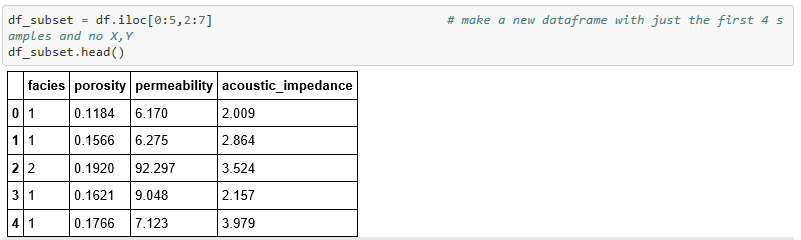 df_subset = df.iloc[0:5,2:7] # make a new dataframe with just the first 4 s
amples and no X,Y
df_subset.head()
facies porosity permeability acoustic_impedance
0 1 0.1184 6.170 2.009
1 1 0.1566 6.275 2.864
2 2 0.1920 92.297 3.524
3 1 0.1621 9.048 2.157
4 1 0.1766 7.123 3.979